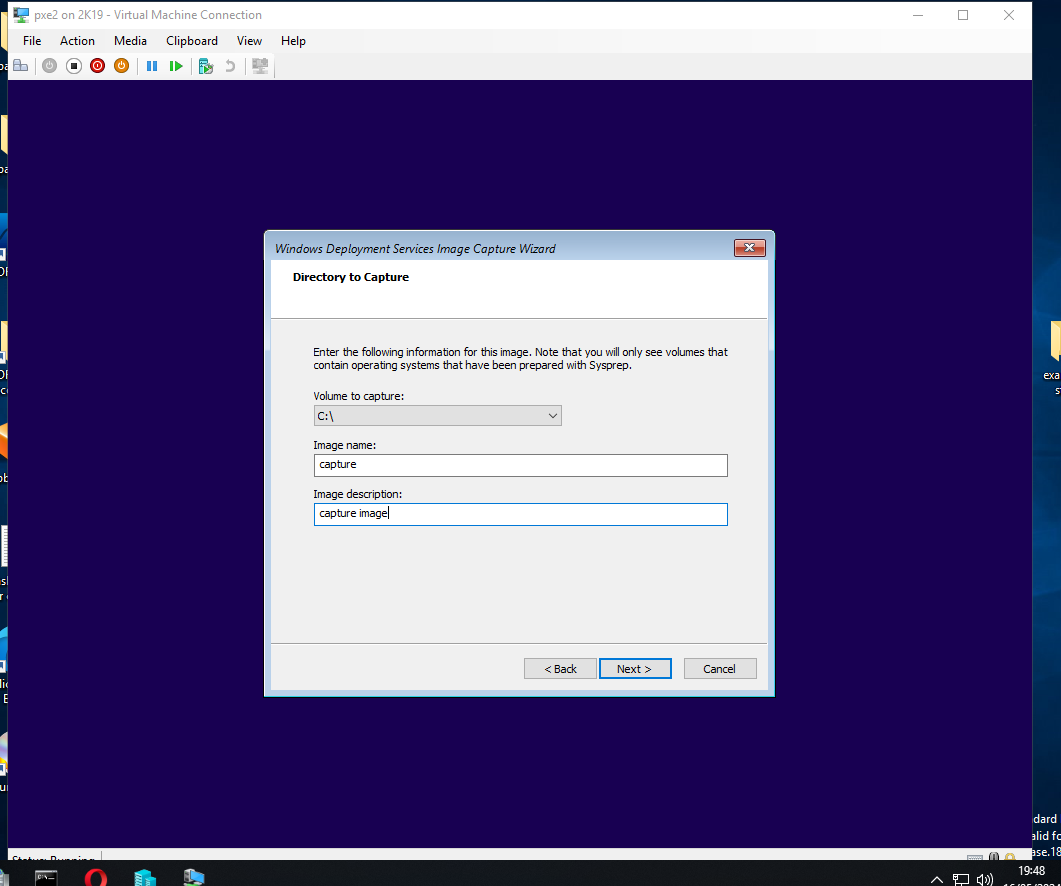 pxe2 on 2K19 - Virtual Machine Connection
File Action Media Clipboard View Help
Windows Deployment Services Image Capture Wizard
Directory to Capture
Enter the following information for this image. Note that you will only see volumes that
contain operating systems that have been prepared with Sysprep.
Volume to capture:
C:\
Image name:
capture
Image description:
capture image
< Back Next > Cancel
exa
Status: Running
19:48